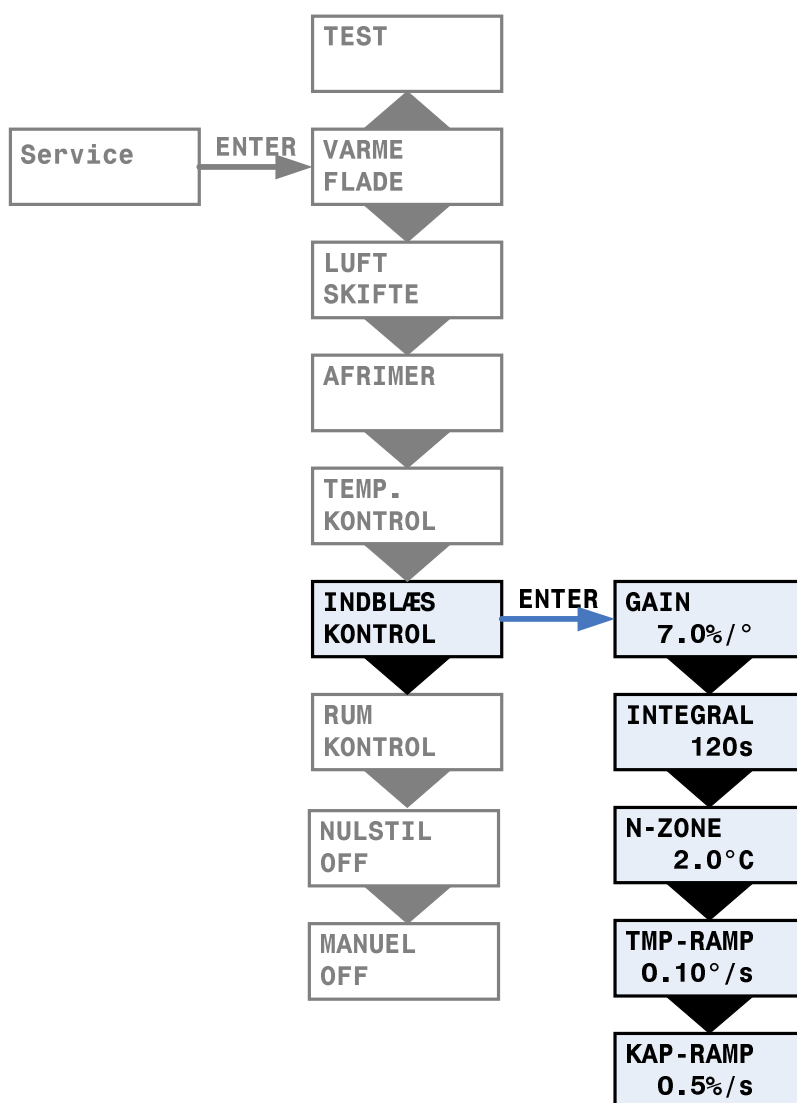 TEST
Service
ENTER
VARME
FLADE
LUFT
SKIFTE
AFRIMER
TEMP.
KONTROL
INDBLÆS
KONTROL
ENTER
GAIN
7.0%/°
INTEGRAL
120s
N-ZONE
2.0°C
TMP-RAMP
0.10°/s
KAP-RAMP
0.5%/s
RUM
KONTROL
NULSTIL
OFF
MANUEL
OFF